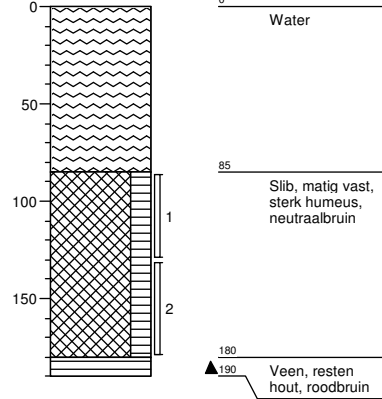 0
0
Water
50
85
Slib, matig vast,
sterk humeus,
neutraalbruin
100
1
150
2
180
190
Veen, resten
hout, roodbruin